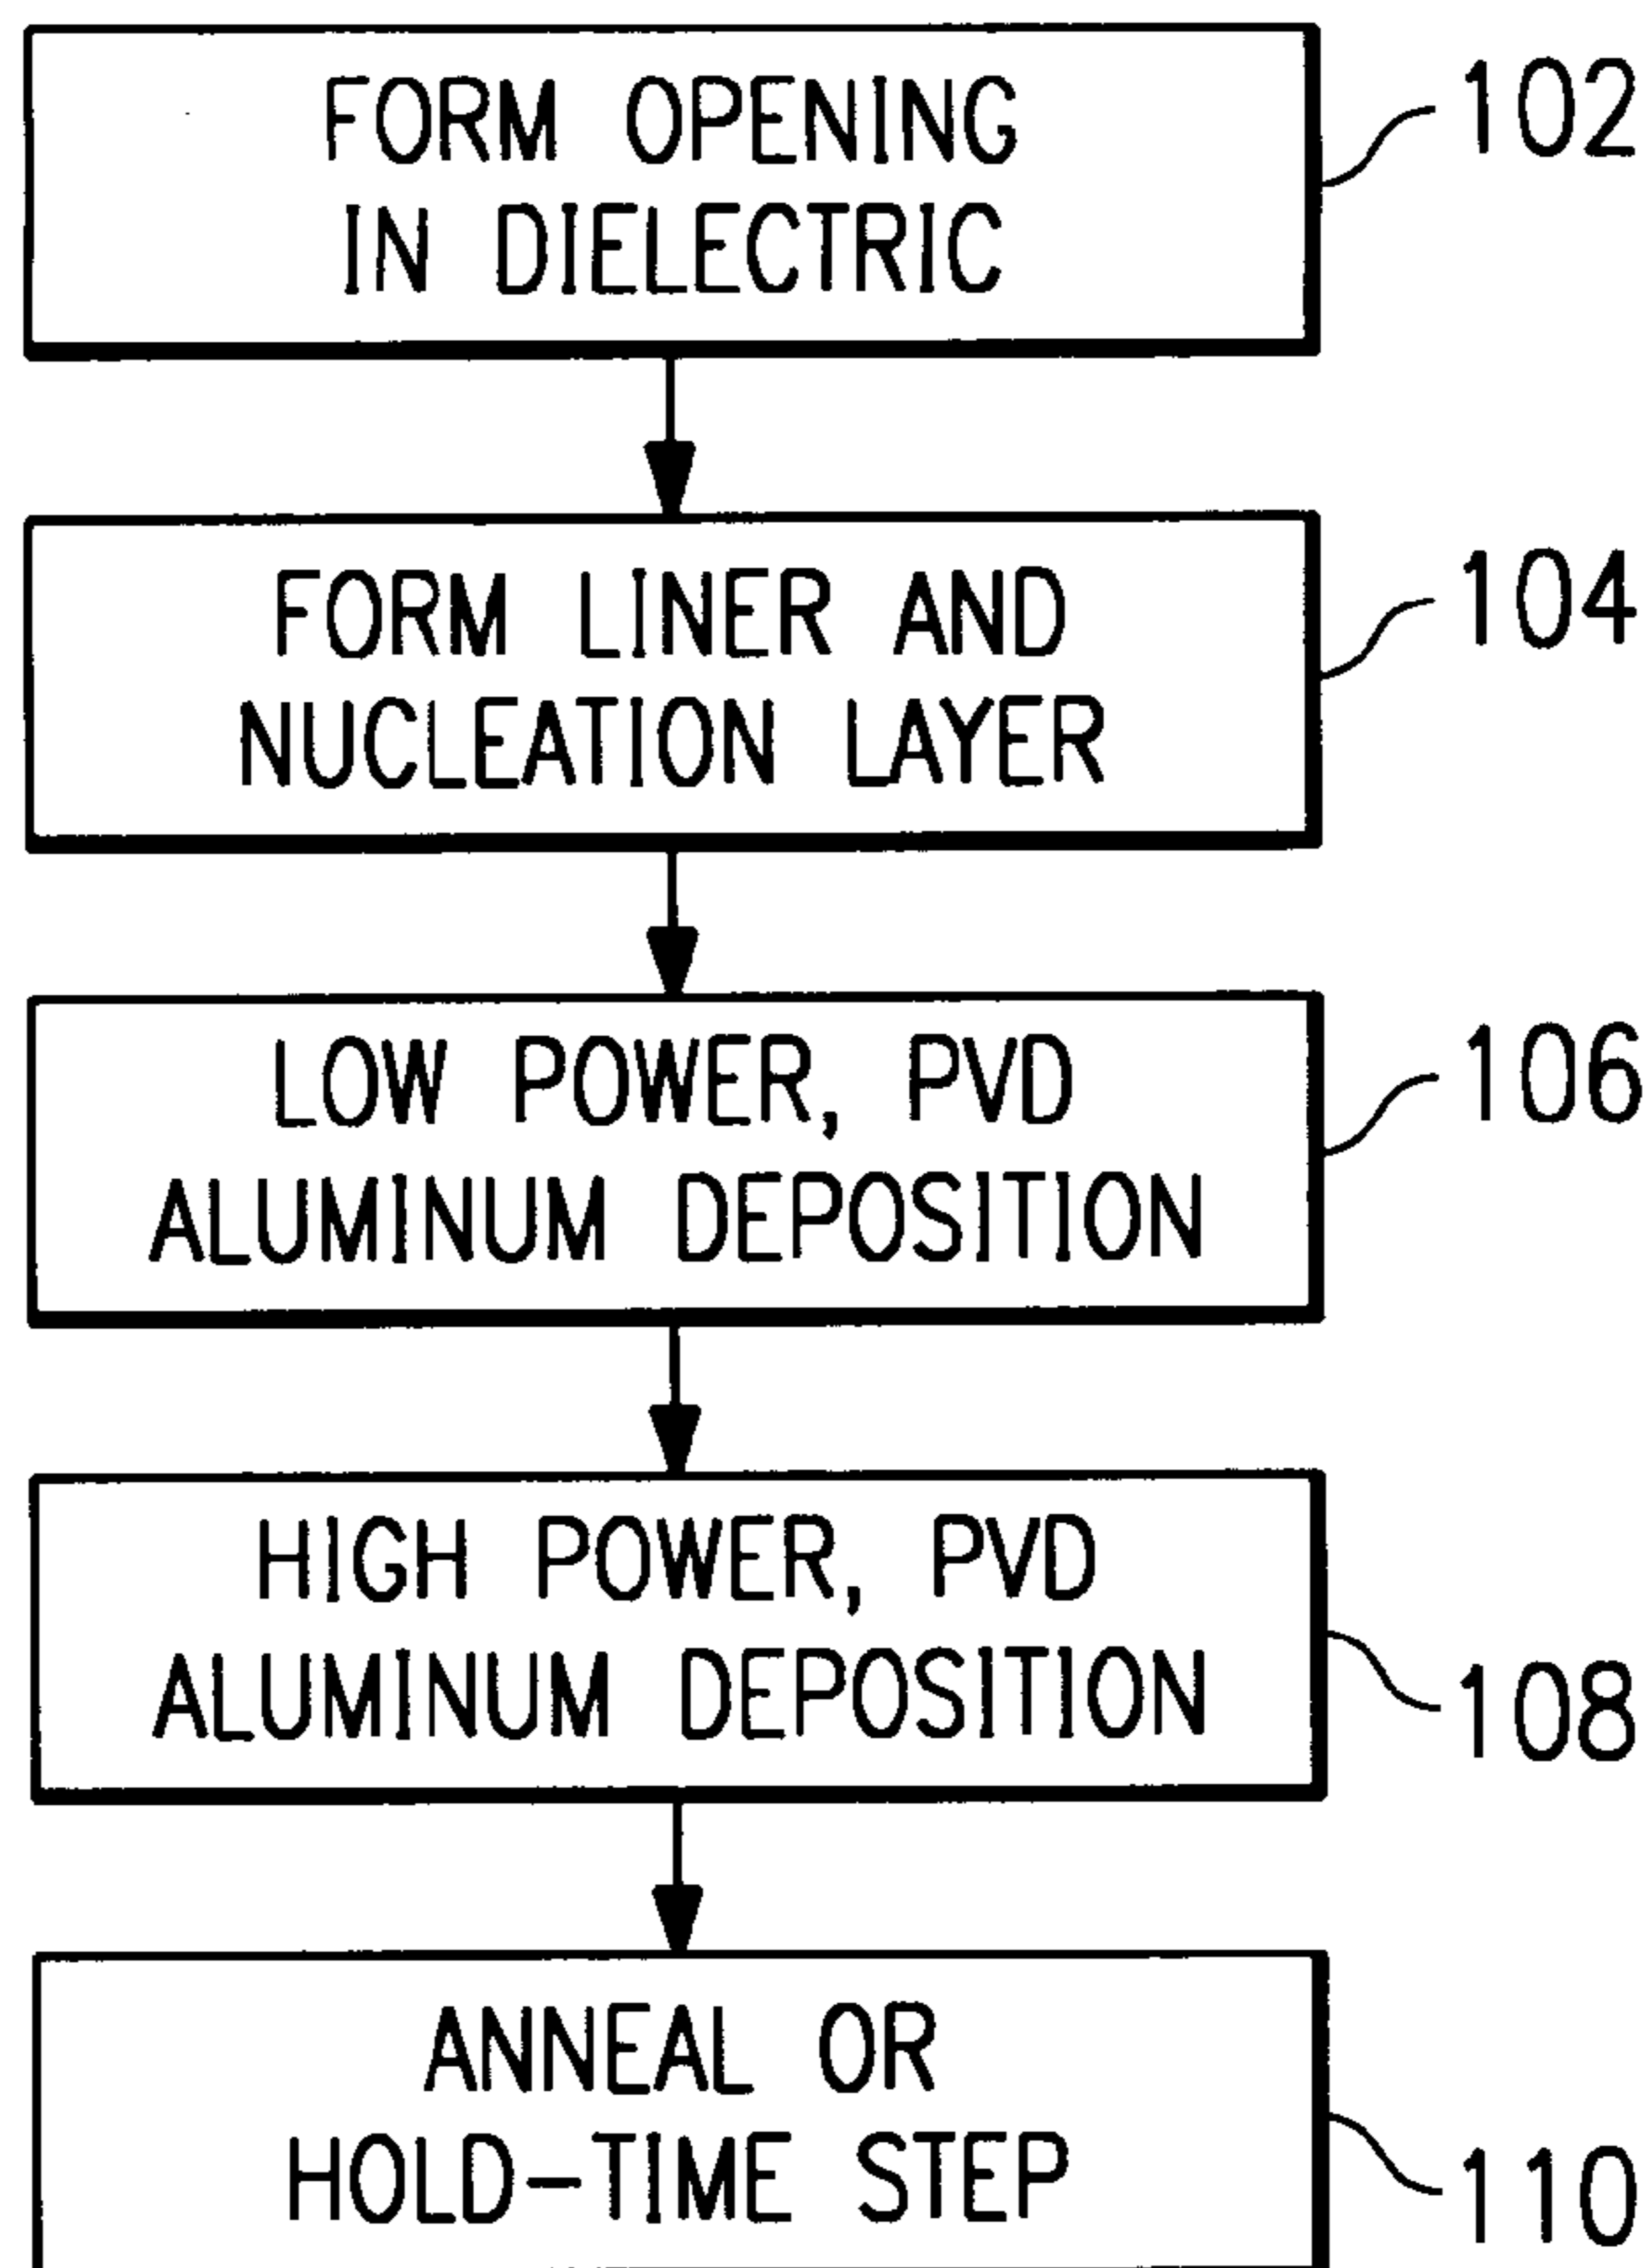 FORM OPENING
IN DIELECTRIC
102
FORM LINER AND
NUCLEATION LAYER
104
LOW POWER, PVD
ALUMINUM DEPOSITION
106
HIGH POWER, PVD
ALUMINUM DEPOSITION
108
ANNEAL OR
HOLD-TIME STEP
110